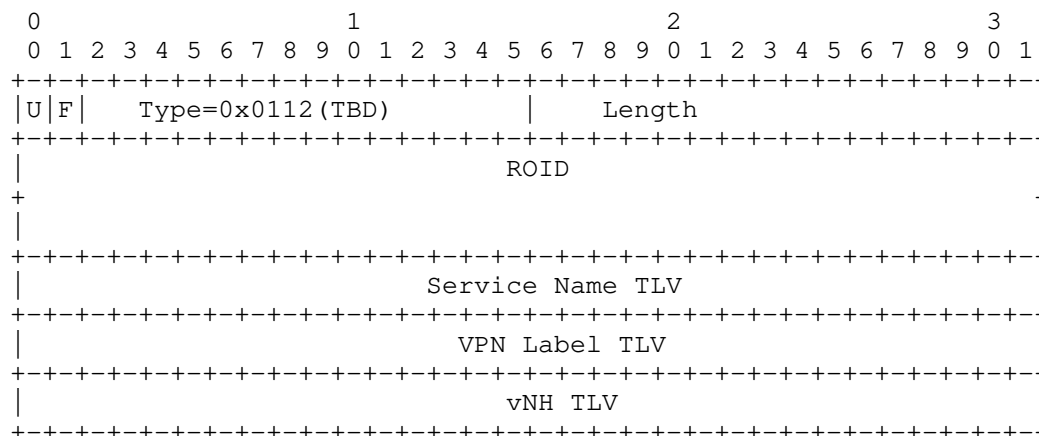 0                   1                   2                   3
 0 1 2 3 4 5 6 7 8 9 0 1 2 3 4 5 6 7 8 9 0 1 2 3 4 5 6 7 8 9 0 1
+-+-+-+-+-+-+-+-+-+-+-+-+-+-+-+-+-+-+-+-+-+-+-+-+-+-+-+-+-+-+-+-
|U|F|   Type=0x0112(TBD)        |    Length
+-+-+-+-+-+-+-+-+-+-+-+-+-+-+-+-+-+-+-+-+-+-+-+-+-+-+-+-+-+-+-+-
|                              ROID
+                                                               -
|
+-+-+-+-+-+-+-+-+-+-+-+-+-+-+-+-+-+-+-+-+-+-+-+-+-+-+-+-+-+-+-+-
|                         Service Name TLV
+-+-+-+-+-+-+-+-+-+-+-+-+-+-+-+-+-+-+-+-+-+-+-+-+-+-+-+-+-+-+-+-
|                           VPN Label TLV
+-+-+-+-+-+-+-+-+-+-+-+-+-+-+-+-+-+-+-+-+-+-+-+-+-+-+-+-+-+-+-+-
|                              vNH TLV
+-+-+-+-+-+-+-+-+-+-+-+-+-+-+-+-+-+-+-+-+-+-+-+-+-+-+-+-+-+-+-+-